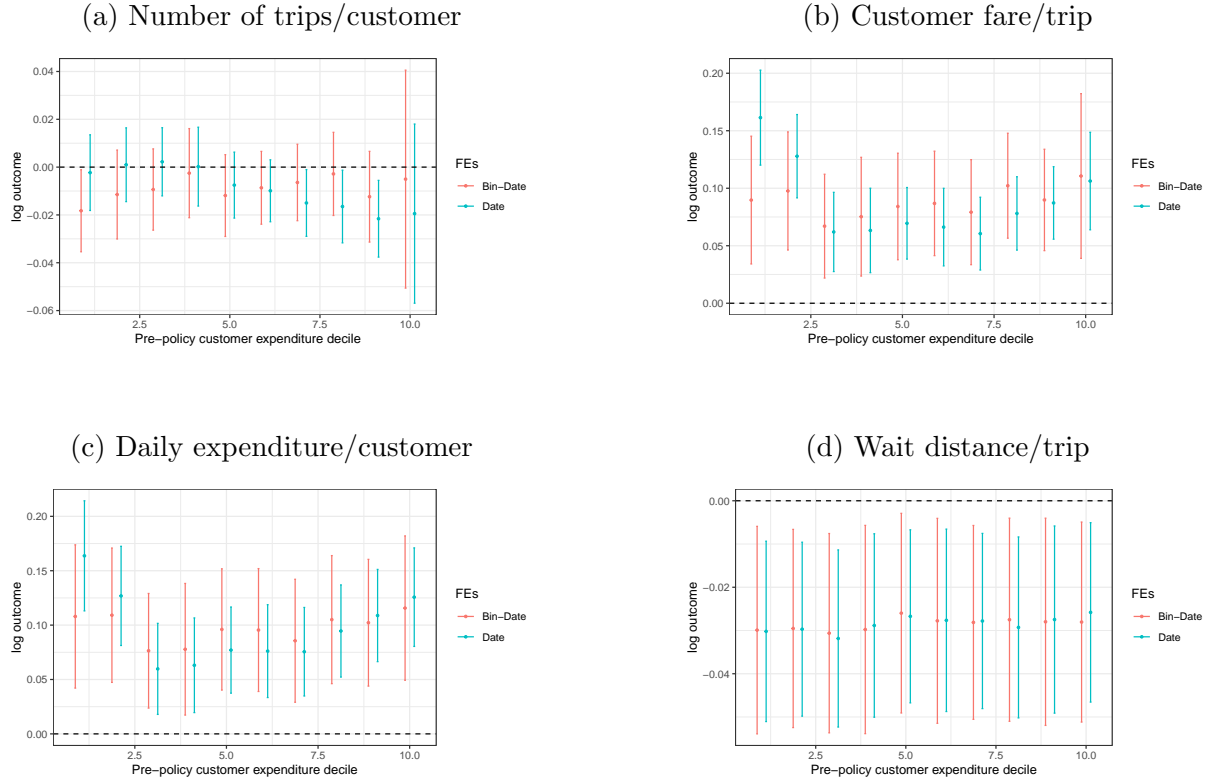 (a) Number of trips/customer
0.04
0.02
0.00
−0.02
−0.04
−0.06
log outcome
2.5 5.0 7.5 10.0
Pre−policy customer expenditure decile
FEs
Bin−Date
Date
(b) Customer fare/trip
0.20
0.15
0.10
0.05
0.00
log outcome
2.5 5.0 7.5 10.0
Pre−policy customer expenditure decile
FEs
Bin−Date
Date
(c) Daily expenditure/customer
0.20
0.15
0.10
0.05
0.00
log outcome
2.5 5.0 7.5 10.0
Pre−policy customer expenditure decile
FEs
Bin−Date
Date
(d) Wait distance/trip
0.00
−0.02
−0.04
log outcome
2.5 5.0 7.5 10.0
Pre−policy customer expenditure decile
FEs
Bin−Date
Date